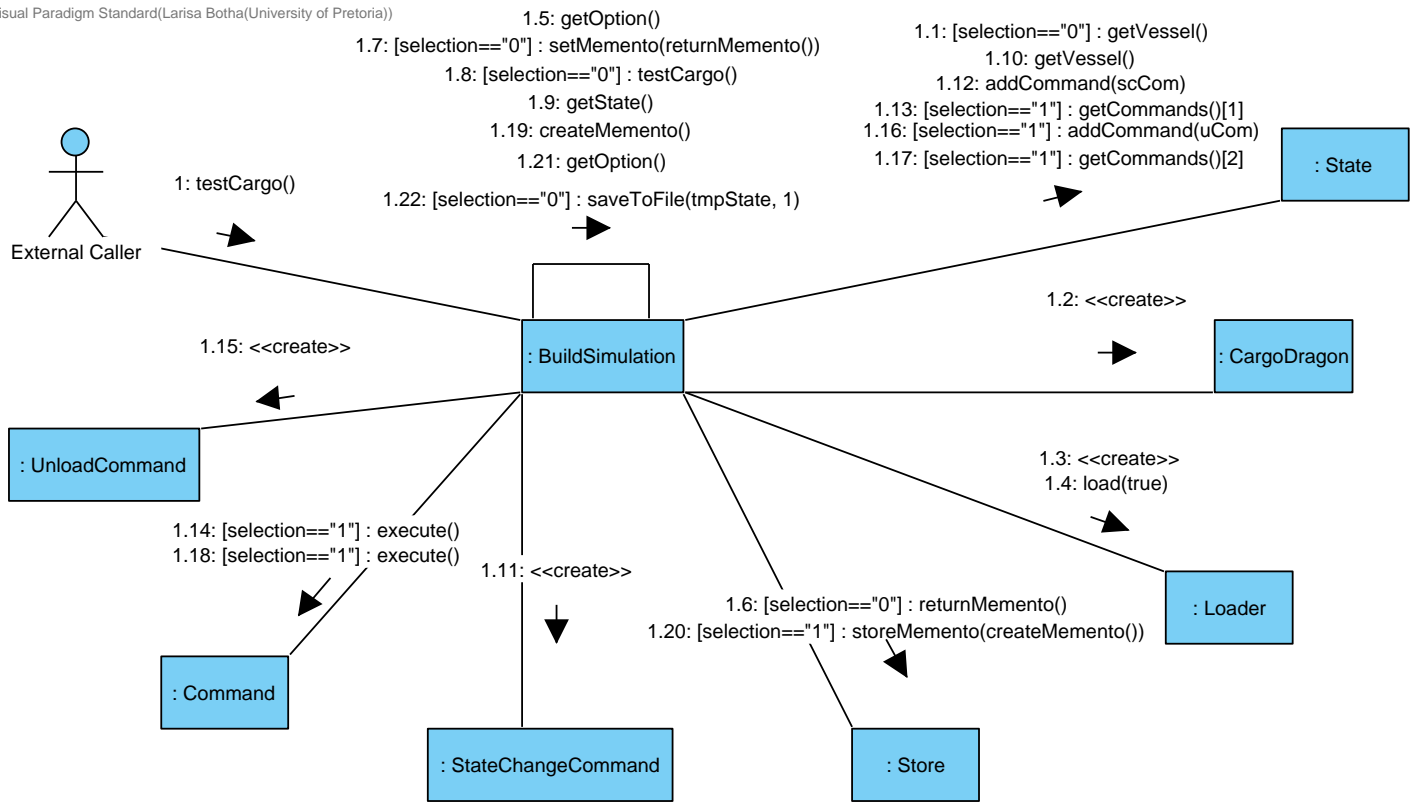 isual Paradigm Standard(Larisa Botha(University of Pretoria))
1.5: getOption()
1.7: [selection=="0"] : setMemento(returnMemento())
1.8: [selection=="0"] : testCargo()
1.9: getState()
1.19: createMemento()
1.21: getOption()
1.22: [selection=="0"] : saveToFile(tmpState, 1)
1.1: [selection=="0"] : getVessel()
1.10: getVessel()
1.12: addCommand(scCom)
1.13: [selection=="1"] : getCommands()[1]
1.16: [selection=="1"] : addCommand(uCom)
1.17: [selection=="1"] : getCommands()[2]
: State
1: testCargo()
External Caller
1.2: <<create>>
1.15: <<create>>
: BuildSimulation
: CargoDragon
: UnloadCommand
1.3: <<create>>
1.4: load(true)
1.14: [selection=="1"] : execute()
1.18: [selection=="1"] : execute()
1.11: <<create>>
1.6: [selection=="0"] : returnMemento()
1.20: [selection=="1"] : storeMemento(createMemento())
: Loader
: Command
: StateChangeCommand
: Store